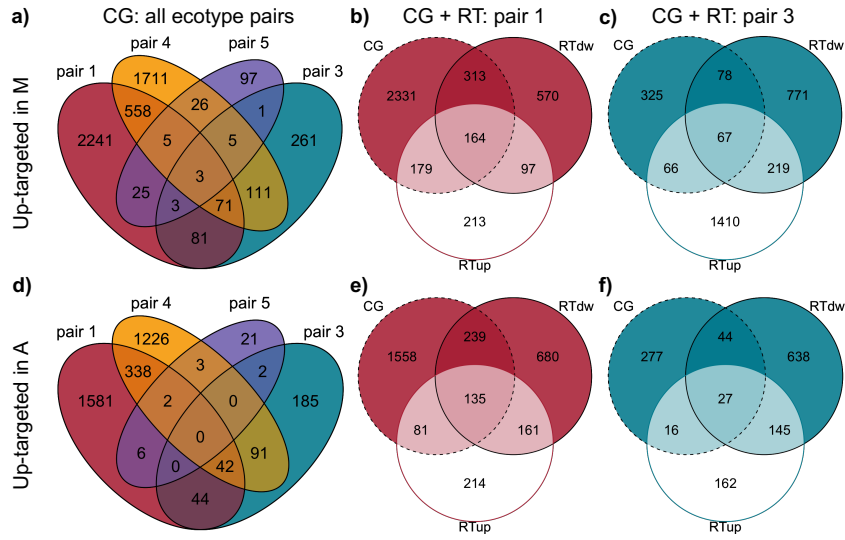 a) CG: all ecotype pairs
b) CG + RT: pair 1
c) CG + RT: pair 3
Up-targeted in M
pair 4 pair 5
pair 1 pair 3
1711 97
558 26 1
2241 5 5 261
3
25 3 71 111
81
CG RTdw
313
2331 570
164
179 97
213
RTup
CG RTdw
78
325 771
67
66 219
1410
RTup
d)
e)
f)
Up-targeted in A
pair 4 pair 5
pair 1 pair 3
1226 21
338 3 2
1581 2 0 185
0
6 0 42 91
44
CG RTdw
239
1558 680
135
81 161
214
RTup
CG RTdw
44
277 638
27
16 145
162
RTup